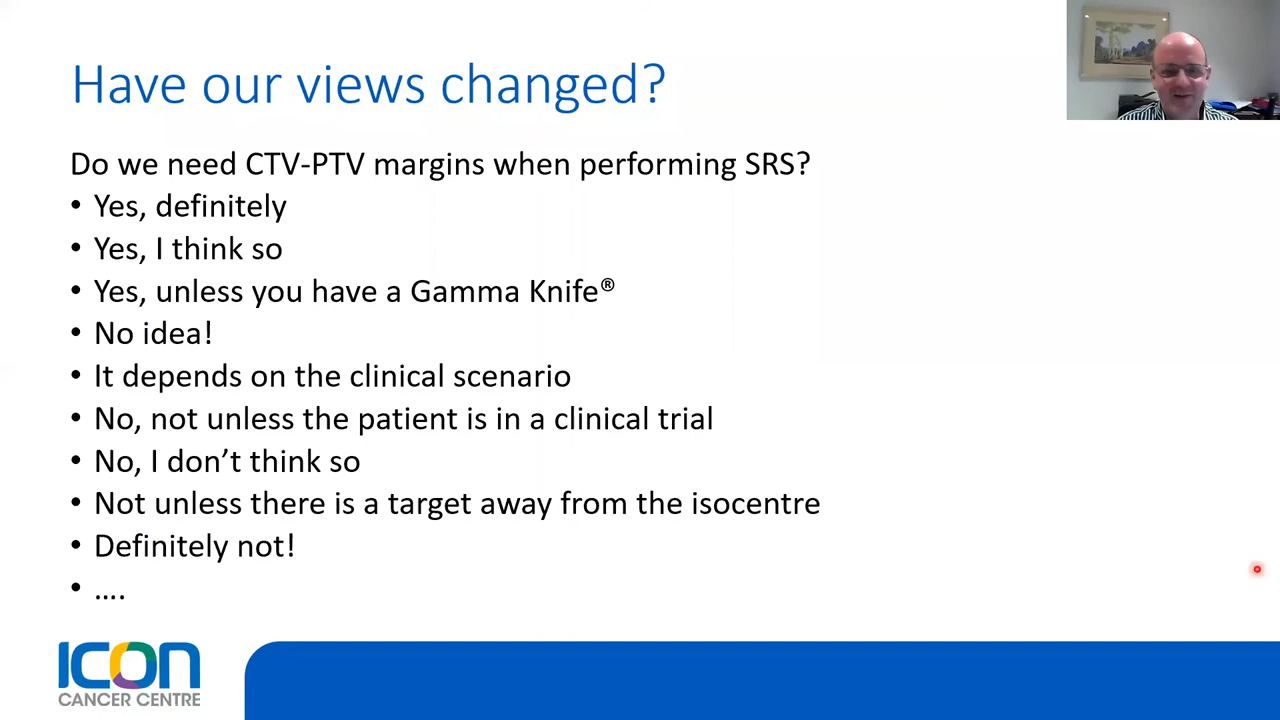 Have our views changed?
Do we need CTV-PTV margins when performing SRS?
• Yes, definitely
• Yes, I think so
• Yes, unless you have a Gamma Knife®
• No idea!
• It depends on the clinical scenario
• No, not unless the patient is in a clinical trial
• No, I don’t think so
• Not unless there is a target away from the isocentre
• Definitely not!
• ….
ICON
CANCER CENTRE